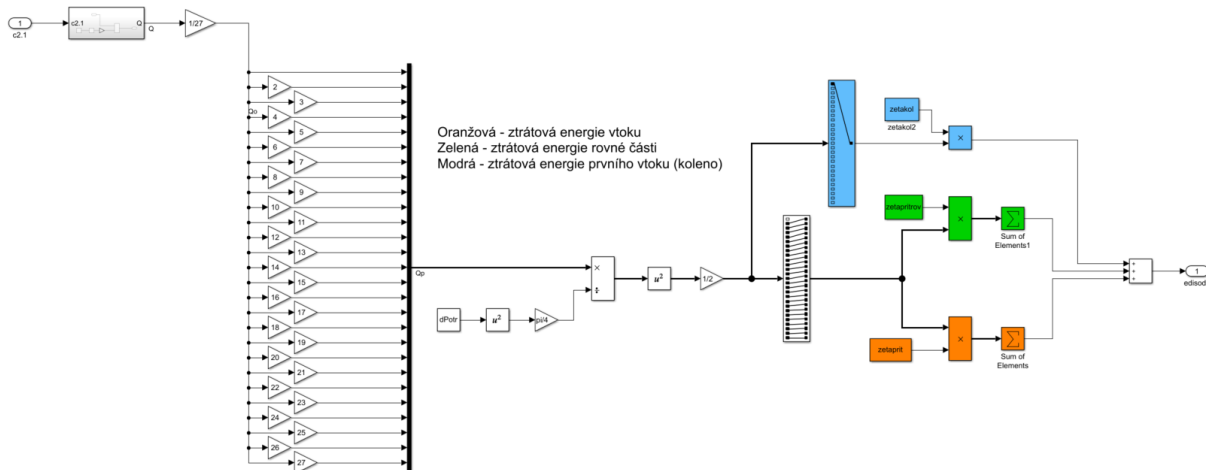 1
c2.1
c2.1
Q
Q
1/27
Qo
2
3
4
5
6
7
8
9
10
11
12
13
14
15
16
17
18
19
20
21
22
23
24
25
26
27
Oranžová - ztrátová energie vtoku
Zelená - ztrátová energie rovné části
Modrá - ztrátová energie prvního vtoku (koleno)
Qp
dPotr
u²
pi/4
×
÷
u²
1/2
zetakol
zetakol2
×
zetapritrov
×
∑
Sum of
Elements1
zetaprit
×
∑
Sum of
Elements
+
+
+
1
edisod